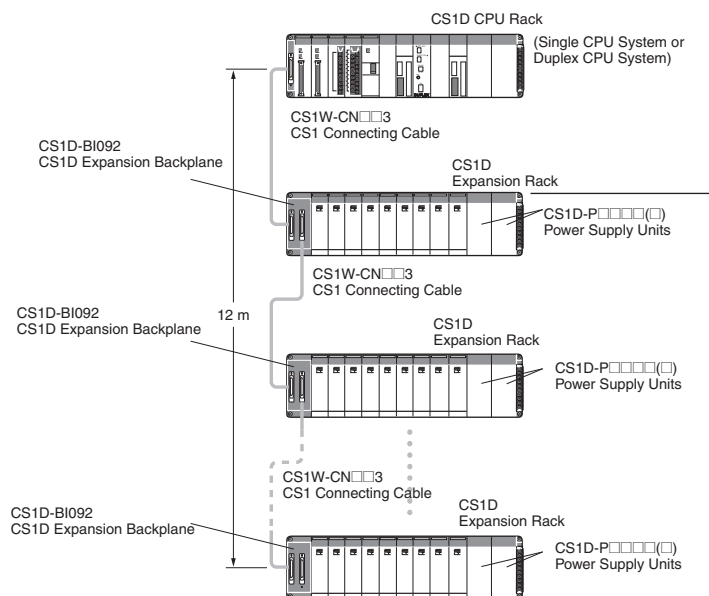 CS1D CPU Rack
(Single CPU System or
Duplex CPU System)
CS1W-CN□□3
CS1 Connecting Cable
CS1D-BI092
CS1D Expansion Backplane
CS1D
Expansion Rack
CS1D-P□□□□(□)
Power Supply Units
CS1W-CN□□3
CS1 Connecting Cable
CS1D-BI092
CS1D Expansion Backplane
12 m
CS1D
Expansion Rack
CS1D-P□□□□(□)
Power Supply Units
CS1W-CN□□3
CS1 Connecting Cable
CS1D-BI092
CS1D Expansion Backplane
CS1D
Expansion Rack
CS1D-P□□□□(□)
Power Supply Units